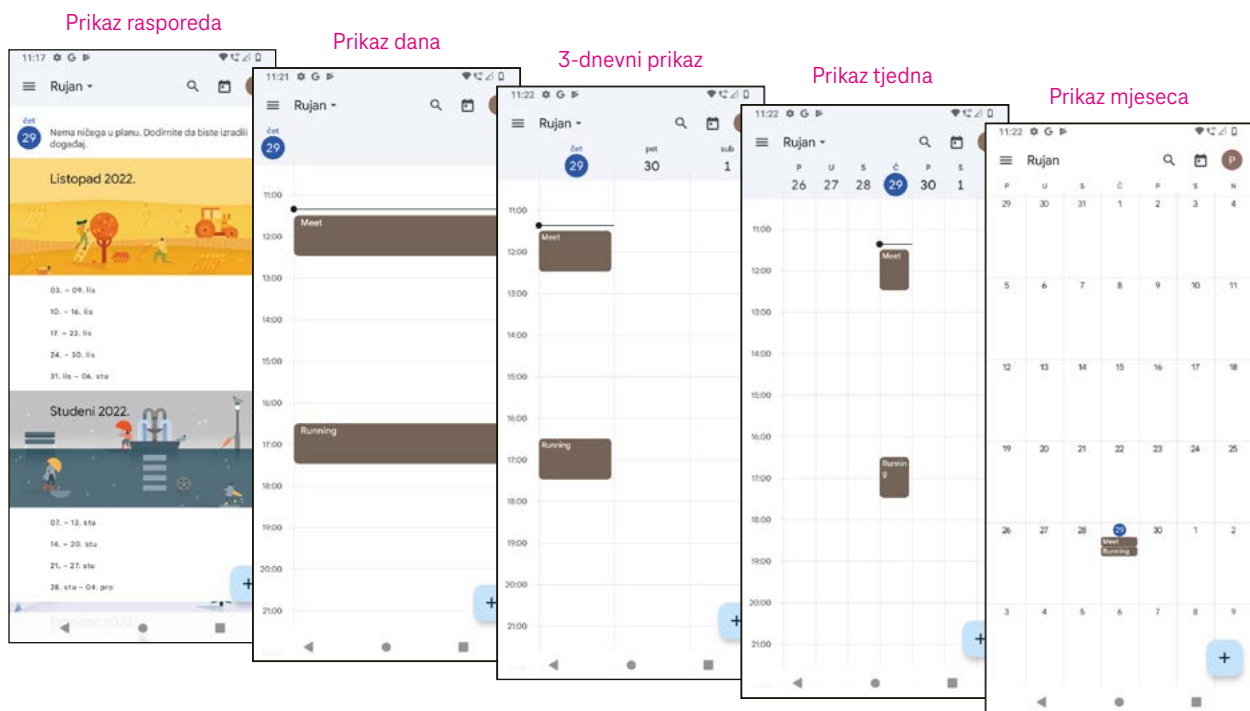 Prikaz rasporeda
11:17 G
Rujan
čet
29
Nema ničega u planu. Dodirnite da biste izradili
događaj.
Listopad 2022.
03. – 09. lis
10. – 16. lis
17. – 23. lis
24. – 30. lis
31. lis – 06. stu
Studeni 2022.
07. – 13. stu
14. – 20. stu
21. – 27. stu
28. stu – 04. pro
Prosinac 2022.
Prikaz dana
11:21 G
Rujan
čet
29
11:00
Meet
12:00
13:00
14:00
15:00
16:00
Running
17:00
18:00
19:00
20:00
21:00
3-dnevni prikaz
11:22 G
Rujan
čet pet sub
29 30 1
11:00
Meet
12:00
13:00
14:00
15:00
16:00
Running
17:00
18:00
19:00
20:00
21:00
Prikaz tjedna
11:22 G
Rujan
P U S Č P S
26 27 28 29 30 1
11:00
Meet
12:00
13:00
14:00
15:00
16:00
Runnin
g
17:00
18:00
19:00
20:00
21:00
Prikaz mjeseca
11:22 G
Rujan
P
P U S Č P S N
29 30 31 1 2 3 4
5 6 7 8 9 10 11
12 13 14 15 16 17 18
19 20 21 22 23 24 25
26 27 28 29 30 1 2
Meet
Running
3 4 5 6 7 8 9